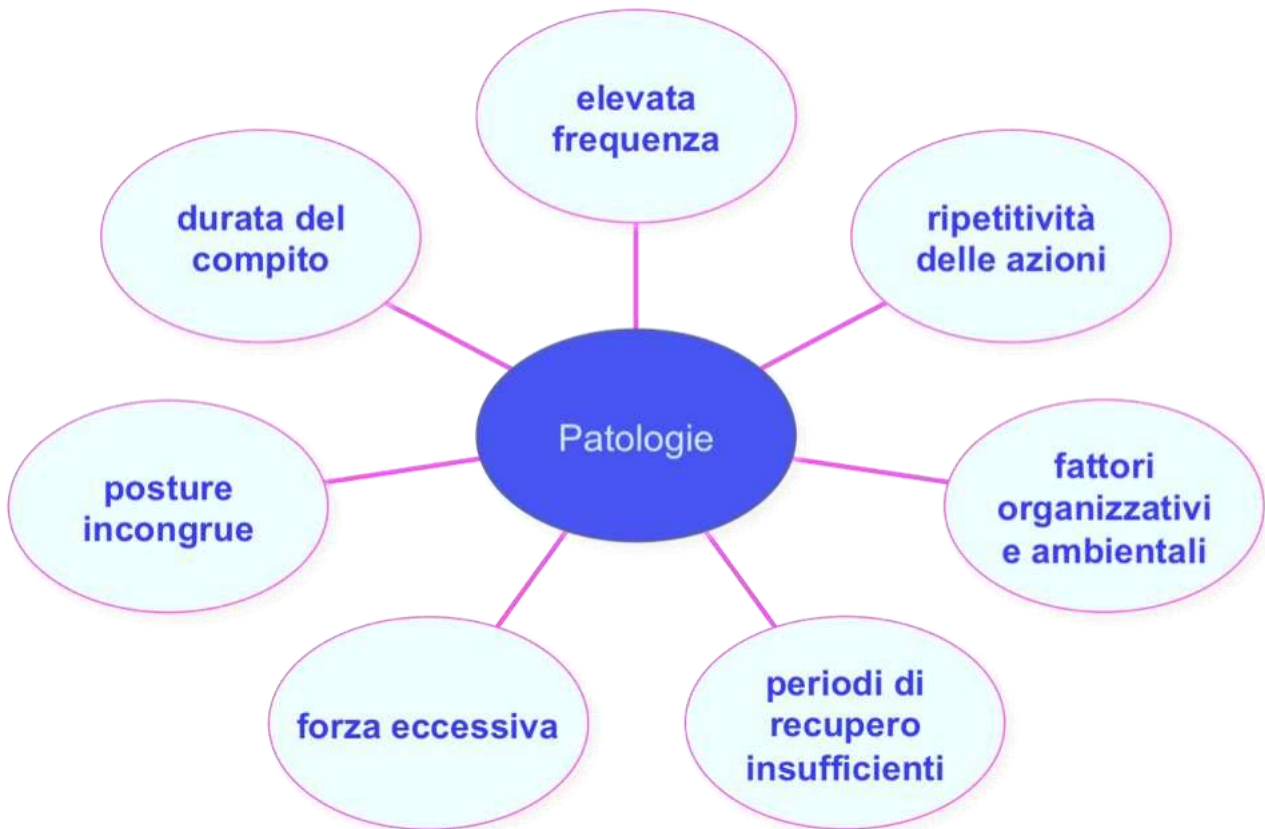 elevata
frequenza
durata del
compito
ripetitività
delle azioni
Patologie
posture
incongrue
fattori
organizzativi
e ambientali
forza eccessiva
periodi di
recupero
insufficienti